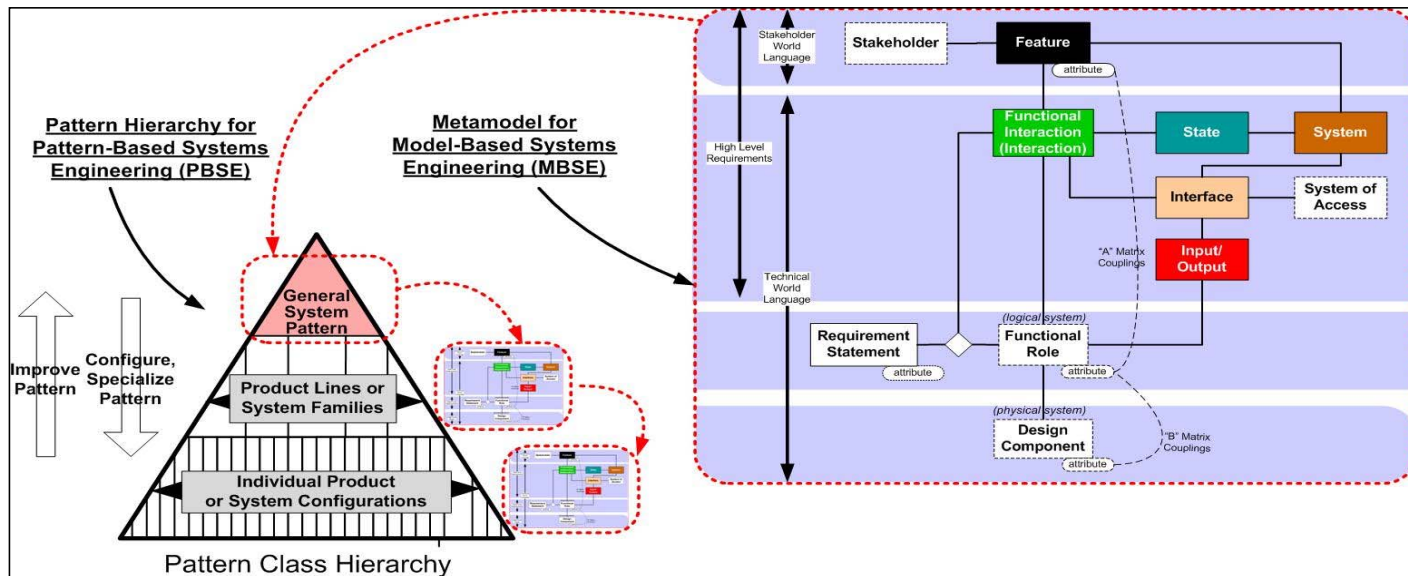 Pattern Hierarchy for
Pattern-Based Systems
Engineering (PBSE)
Metamodel for
Model-Based Systems
Engineering (MBSE)
General
System
Pattern
Improve
Pattern
Configure,
Specialize
Pattern
Product Lines or
System Families
Individual Product
or System Configurations
Pattern Class Hierarchy
Stakeholder
World
Language
High Level
Requirements
Technical
World
Language
Stakeholder
Feature
attribute
Functional
Interaction
(Interaction)
State
System
Interface
System of
Access
Input/
Output
"A" Matrix
Couplings
Requirement
Statement
attribute
(logical system)
Functional
Role
attribute
(physical system)
Design
Component
attribute
"B" Matrix
Couplings